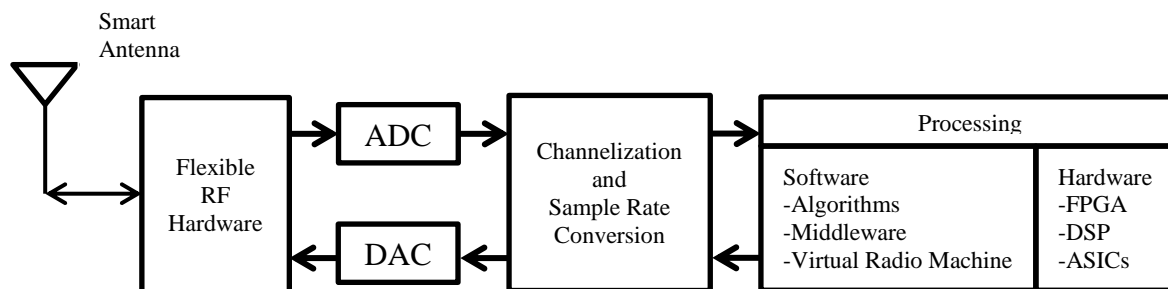 Smart
Antenna
Flexible
RF
Hardware
ADC
DAC
Channelization
and
Sample Rate
Conversion
Processing
Software
-Algorithms
-Middleware
-Virtual Radio Machine
Hardware
-FPGA
-DSP
-ASICs